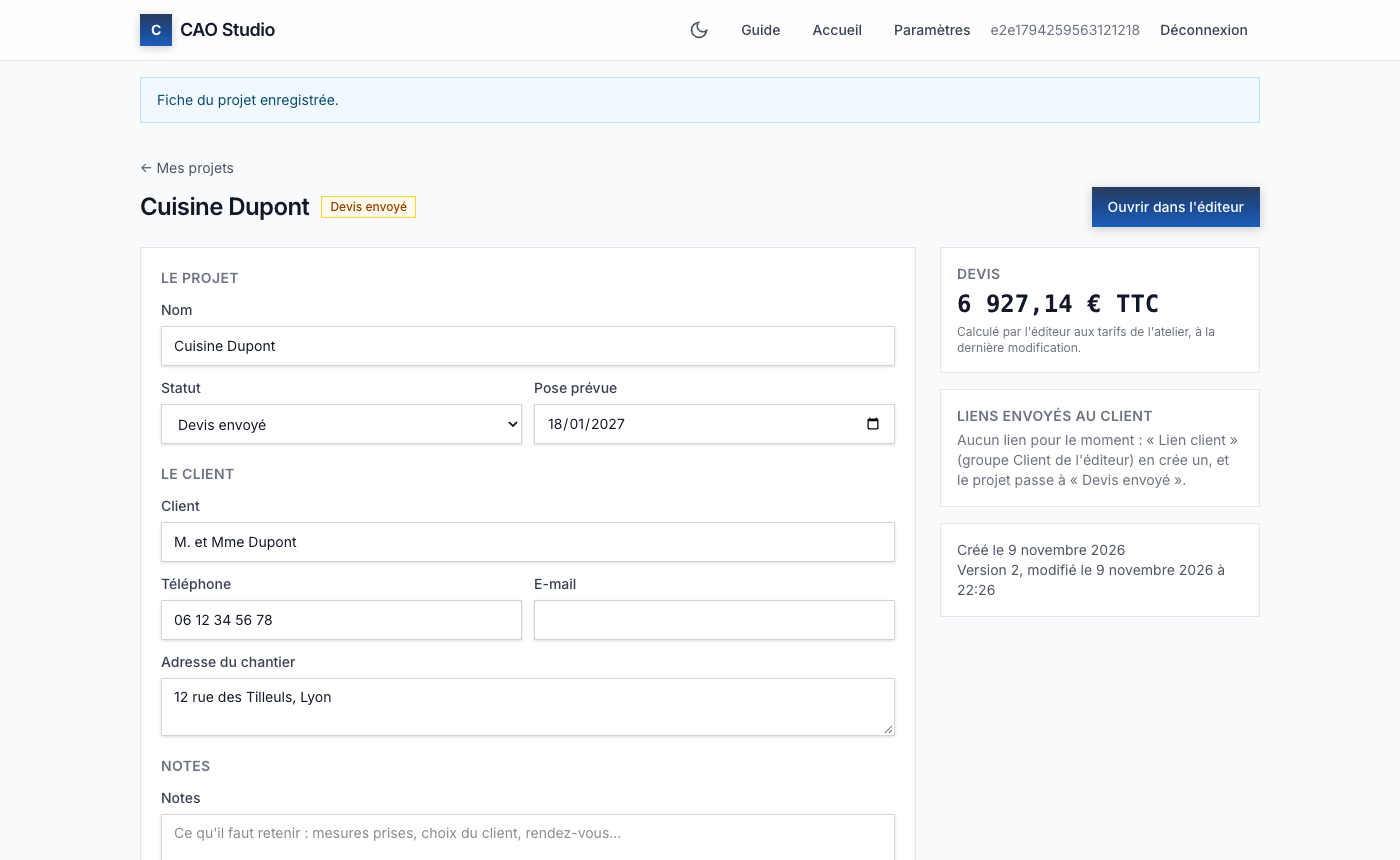 C CAO Studio Guide Accueil Paramètres e2e1794259563121218 Déconnexion
Fiche du projet enregistrée.
← Mes projets
Cuisine Dupont Devis envoyé Ouvrir dans l'éditeur
LE PROJET
Nom
Cuisine Dupont
Statut Pose prévue
Devis envoyé 18/01/2027
LE CLIENT
Client
M. et Mme Dupont
Téléphone E-mail
06 12 34 56 78
Adresse du chantier
12 rue des Tilleuls, Lyon
NOTES
Notes
Ce qu'il faut retenir : mesures prises, choix du client, rendez-vous...
DEVIS
6 927,14 € TTC
Calculé par l'éditeur aux tarifs de l'atelier, à la
dernière modification.
LIENS ENVOYÉS AU CLIENT
Aucun lien pour le moment : « Lien client »
(groupe Client de l'éditeur) en crée un, et
le projet passe à « Devis envoyé ».
Créé le 9 novembre 2026
Version 2, modifié le 9 novembre 2026 à
22:26